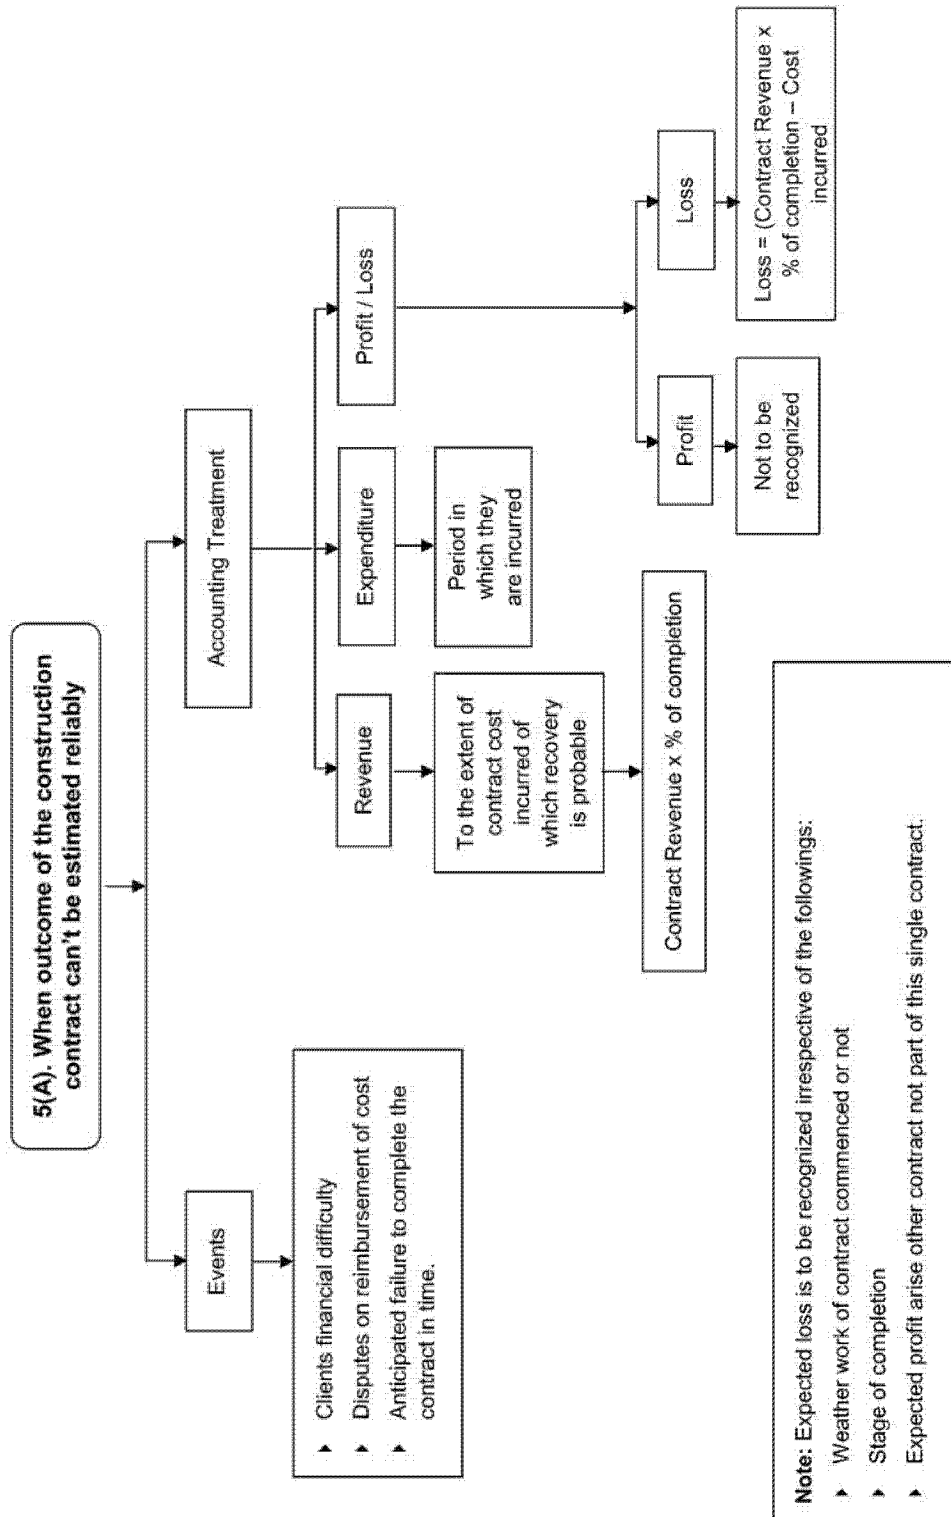 5(A). When outcome of the construction
contract can't be estimated reliably
Events
▸ Clients financial difficulty
▸ Disputes on reimbursement of cost
▸ Anticipated failure to complete the
contract in time.
Accounting Treatment
Revenue
To the extent of
contract cost
incurred of
which recovery
is probable
Contract Revenue x % of completion
Expenditure
Period in
which they
are incurred
Profit / Loss
Profit
Not to be
recognized
Loss
Loss = (Contract Revenue x
% of completion – Cost
incurred
Note: Expected loss is to be recognized irrespective of the followings:
▸ Weather work of contract commenced or not
▸ Stage of completion
▸ Expected profit arise other contract not part of this single contract.